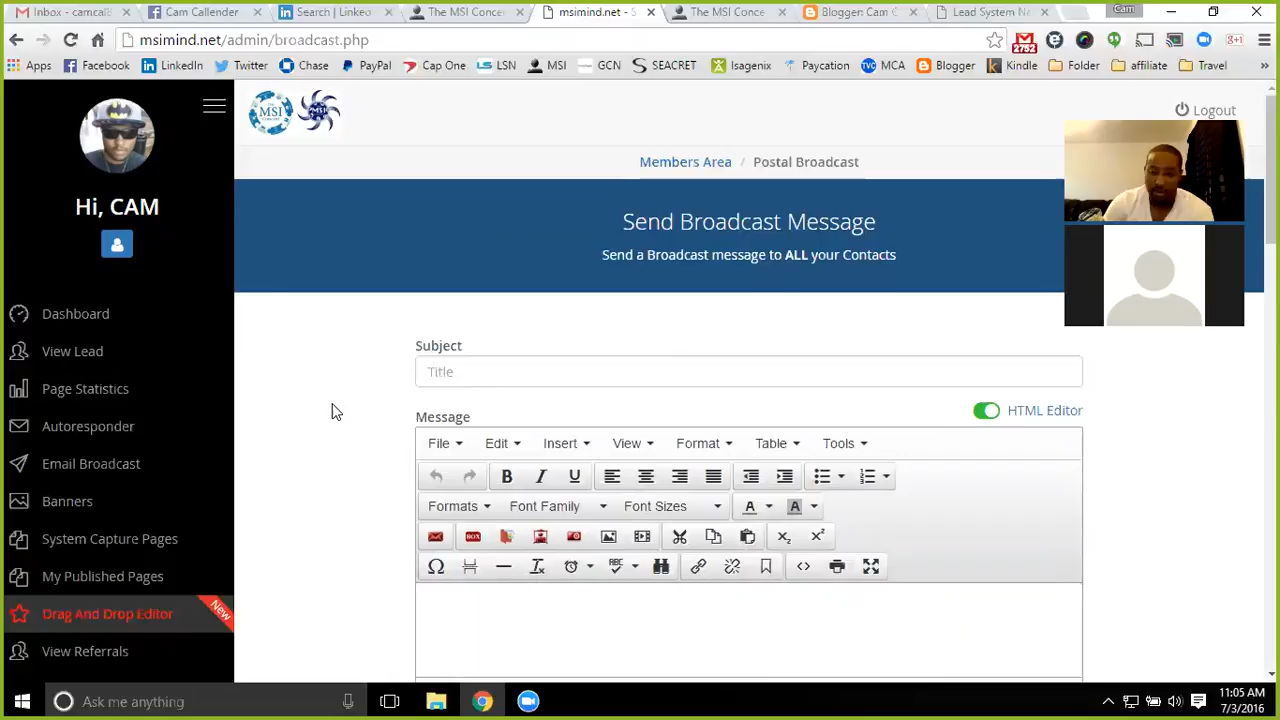 Inbox - camcalB
Cam Callender
Search | LinkeD
The MSI Concep
msimind.net - S
The MSI Conce
Blogger: Cam C
Lead System Ne
Cam
msimind.net/admin/broadcast.php
2752
Apps
Facebook
LinkedIn
Twitter
Chase
PayPal
Cap One
LSN
MSI
GCN
SEACRET
Isagenix
Paycation
MCA
Blogger
Kindle
Folder
affiliate
Travel
Logout
Members Area / Postal Broadcast
Hi, CAM
Send Broadcast Message
Send a Broadcast message to ALL your Contacts
Dashboard
View Lead
Page Statistics
Autoresponder
Email Broadcast
Banners
System Capture Pages
My Published Pages
Drag And Drop Editor
New
View Referrals
Subject
Title
Message
HTML Editor
File Edit Insert View Format Table Tools
Formats Font Family Font Sizes
Ask me anything
11:05 AM
7/3/2016